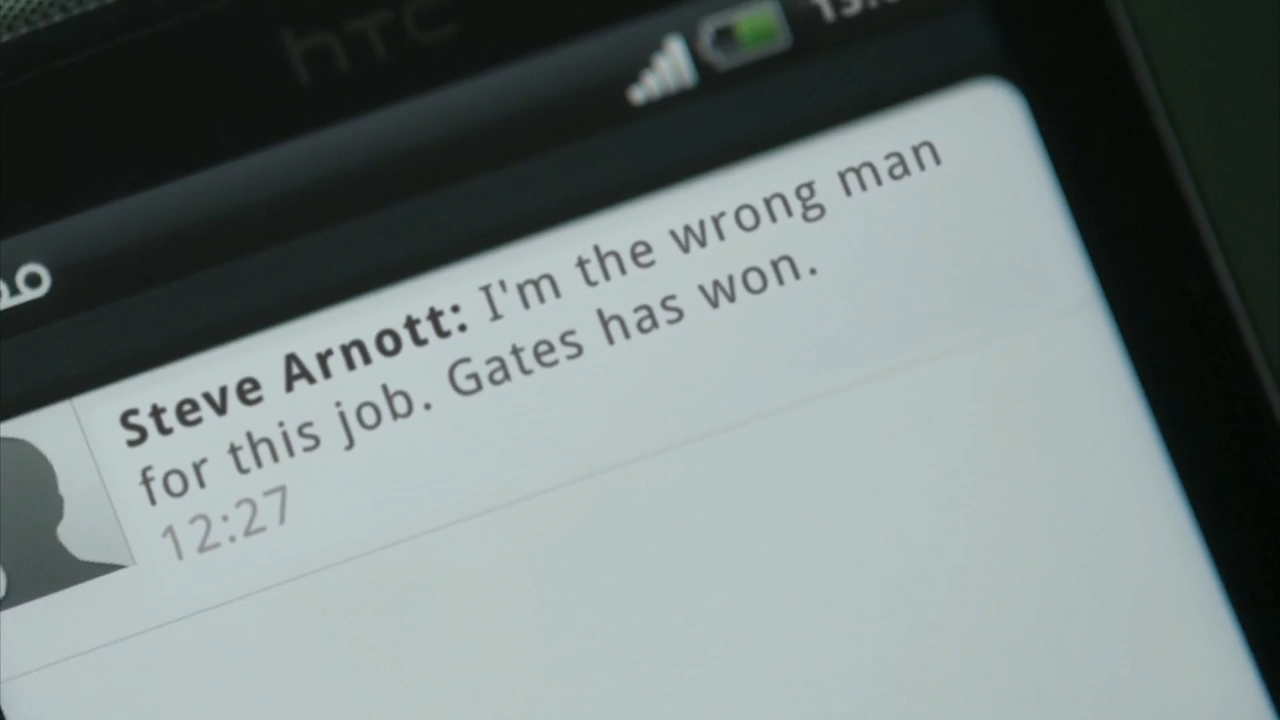 hTC
Steve Arnott: I'm the wrong man
for this job. Gates has won.
12:27